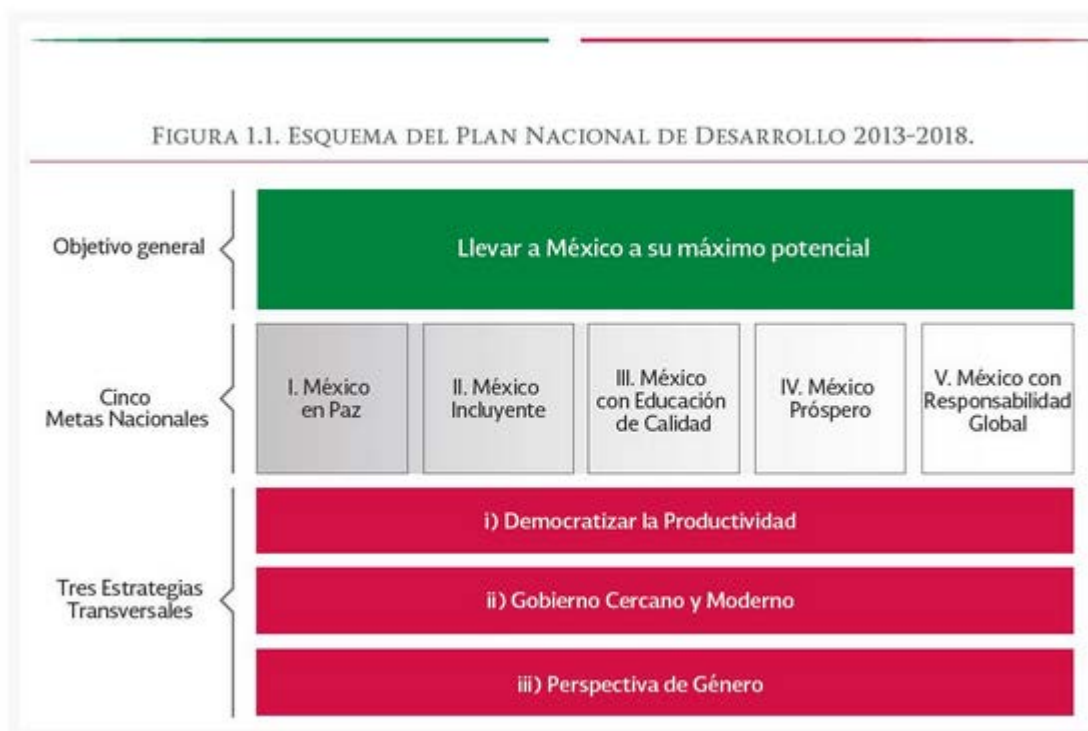 FIGURA 1.1. ESQUEMA DEL PLAN NACIONAL DE DESARROLLO 2013-2018.
Objetivo general
Llevar a México a su máximo potencial
Cinco
Metas Nacionales
I. México
en Paz
II. México
Incluyente
III. México
con Educación
de Calidad
IV. México
Próspero
V. México con
Responsabilidad
Global
Tres Estrategias
Transversales
i) Democratizar la Productividad
ii) Gobierno Cercano y Moderno
iii) Perspectiva de Género